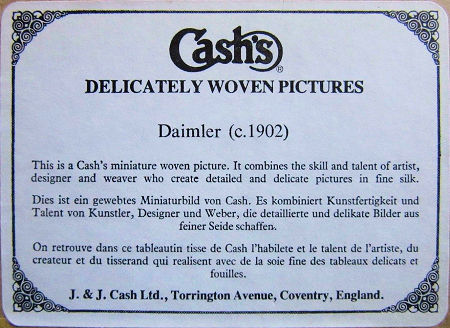 Cash's®
DELICATELY WOVEN PICTURES
Daimler (c.1902)
This is a Cash's miniature woven picture. It combines the skill and talent of artist,
designer and weaver who create detailed and delicate pictures in fine silk.
Dies ist ein gewebtes Miniaturbild von Cash. Es kombiniert Kunstfertigkeit und
Talent von Kunstler, Designer und Weber, die detaillierte und delikate Bilder aus
feiner Seide schaffen.
On retrouve dans ce tableautin tisse de Cash l'habilete et le talent de l'artiste, du
createur et du tisserand qui realisent avec de la soie fine des tableaux delicats et
fouilles.
J. & J. Cash Ltd., Torrington Avenue, Coventry, England.